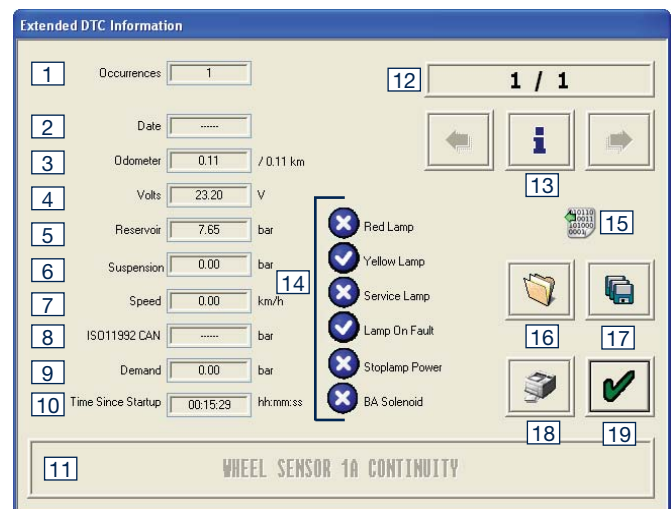 Extended DTC Information
1 Occurrences 1
12 1 / 1
2 Date -----
3 Odometer 0.11 / 0.11 km
13
4 Volts 23.20 V
5 Reservoir 7.65 bar
6 Suspension 0.00 bar
7 Speed 0.00 km/h
8 ISO11992 CAN ----- bar
9 Demand 0.00 bar
10 Time Since Startup 00:15:29 hh:mm:ss
14
Red Lamp
Yellow Lamp
Service Lamp
Lamp On Fault
Stoplamp Power
BA Solenoid
15
16
17
18
19
11 WHEEL SENSOR 1A CONTINUITY